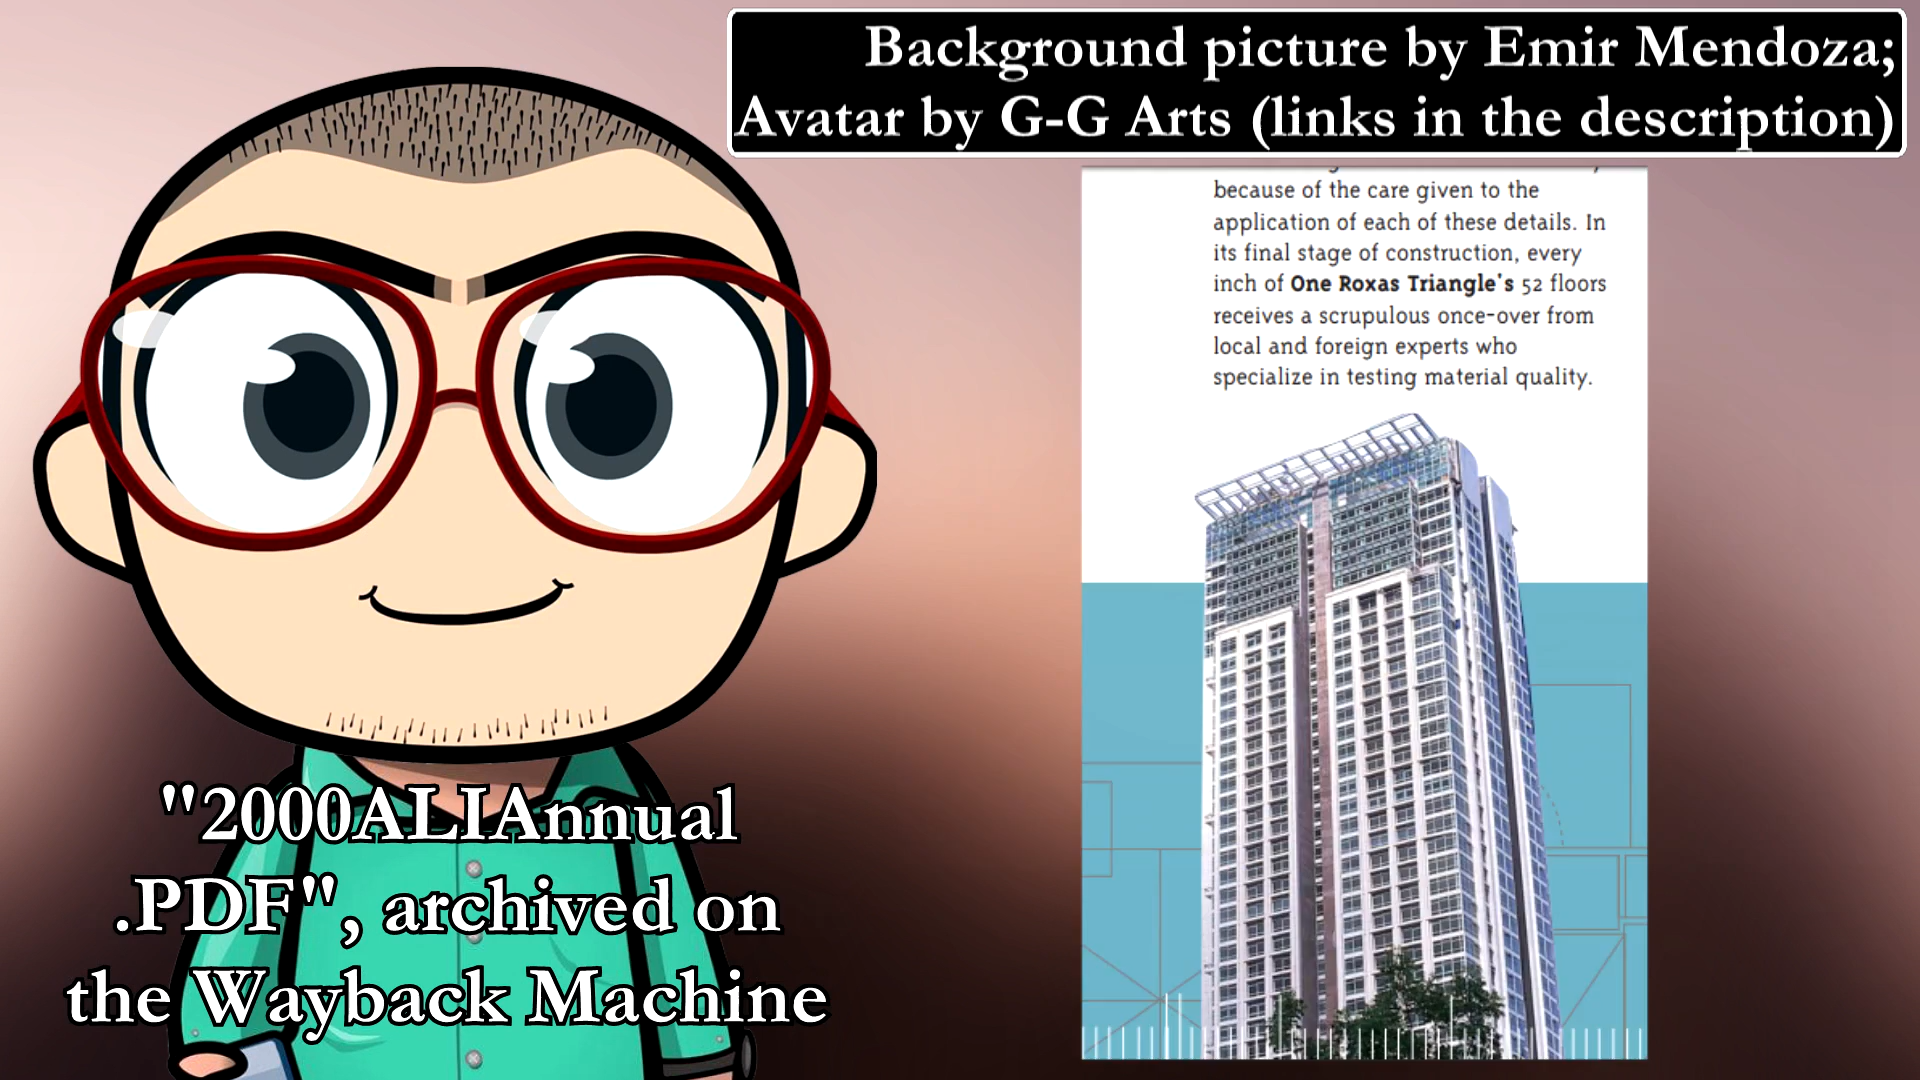 Background picture by Emir Mendoza;
Avatar by G-G Arts (links in the description)
because of the care given to the
application of each of these details. In
its final stage of construction, every
inch of One Roxas Triangle's 52 floors
receives a scrupulous once-over from
local and foreign experts who
specialize in testing material quality.
"2000ALIAnnual
.PDF", archived on
the Wayback Machine